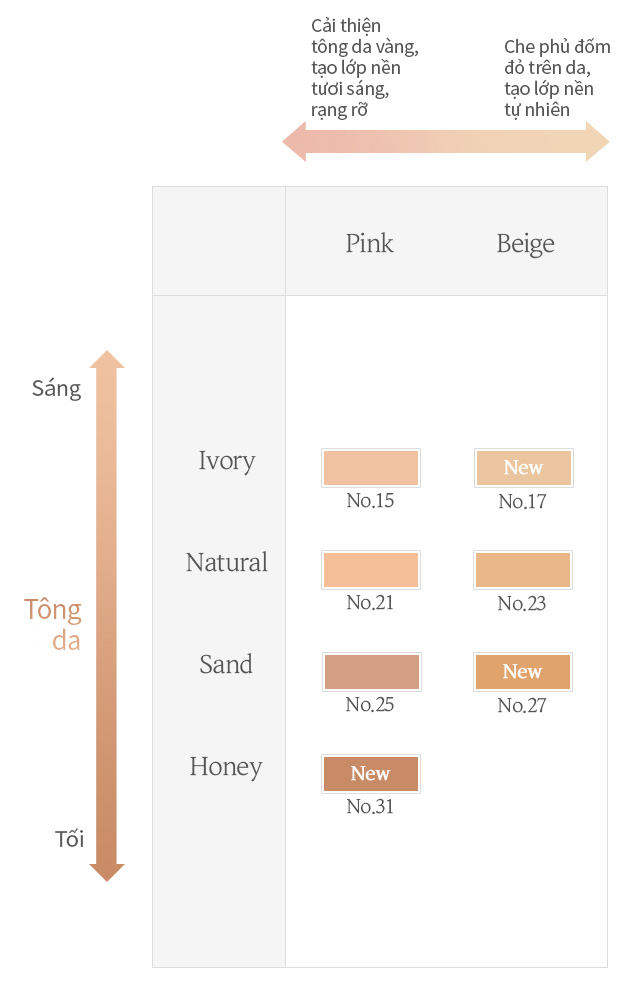 Cải thiện
tông da vàng,
tạo lớp nền
tươi sáng,
rạng rỡ
Che phủ đốm
đỏ trên da,
tạo lớp nền
tự nhiên
Pink
Beige
Sáng
Tông
da
Tối
Ivory
New
No.15
No.17
Natural
No.21
No.23
Sand
New
No.25
No.27
Honey
New
No.31